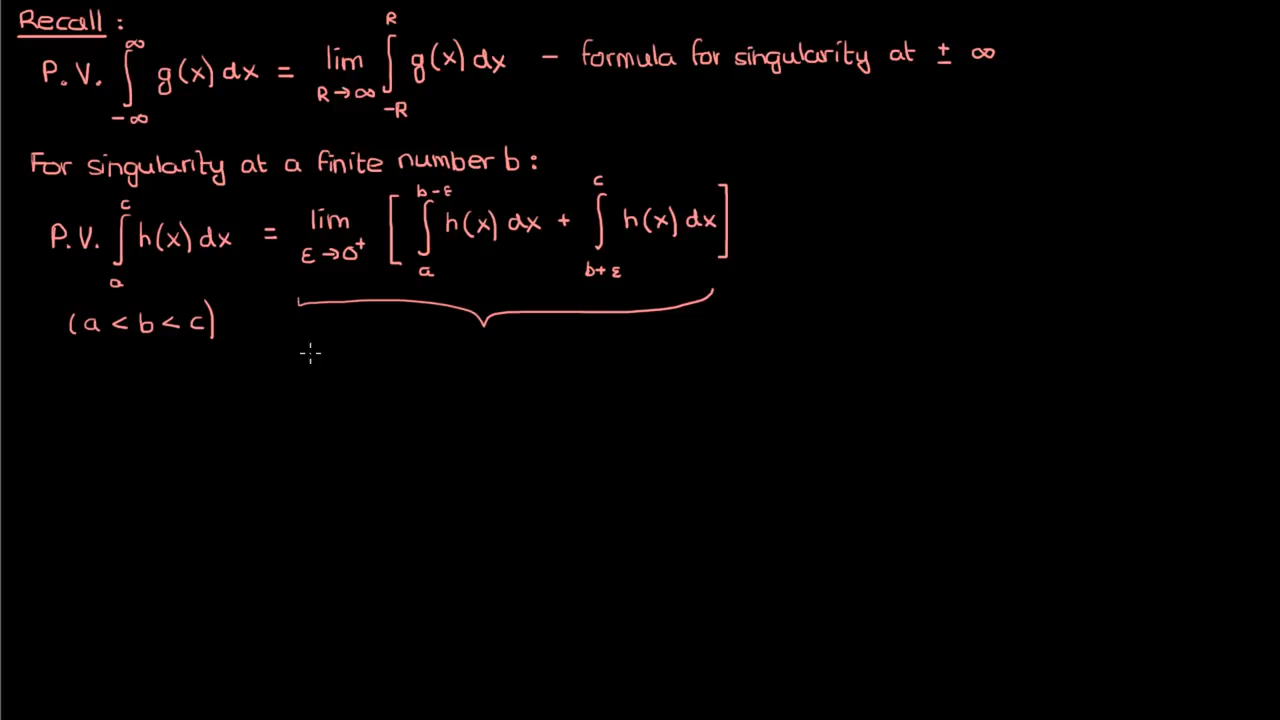 Recall :
P.V. ∫_{-∞}^{∞} g(x) dx = lim_{R→∞} ∫_{-R}^{R} g(x) dx – formula for singularity at ± ∞
For singularity at a finite number b :
P.V. ∫_{a}^{c} h(x) dx = lim_{ε→0⁺} [ ∫_{a}^{b-ε} h(x) dx + ∫_{b+ε}^{c} h(x) dx ]
(a < b < c)